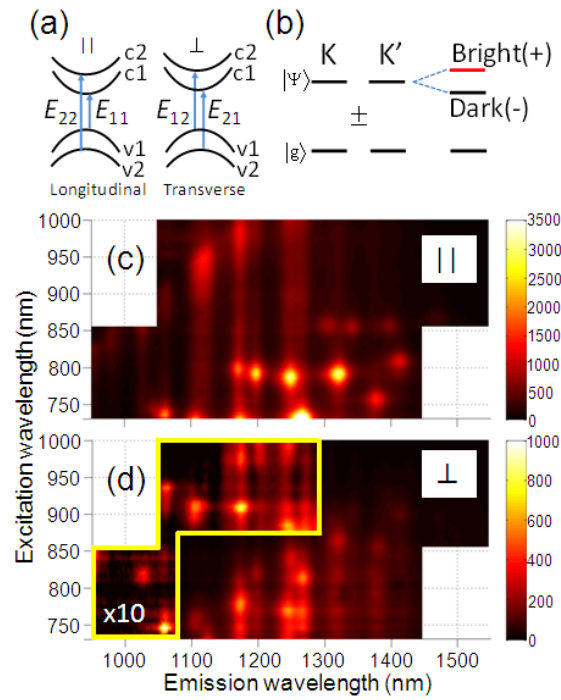 (a)
|| ⊥
c2 c2
c1 c1
E22 E11 E12 E21
v1 v1
v2 v2
Longitudinal Transverse
(b)
K K’ Bright(+)
|Ψ⟩
Dark(-)
±
|g⟩
1000
950
900
850
800
750
(c)
||
3500
3000
2500
2000
1500
1000
500
0
1000
950
900
850
800
750
(d)
⊥
x10
1000
800
600
400
200
0
Excitation wavelength (nm)
1000 1100 1200 1300 1400 1500
Emission wavelength (nm)